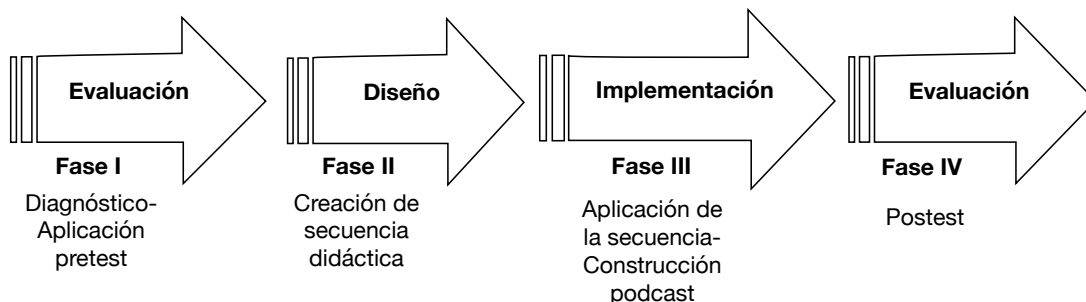 Evaluación
Fase I
Diagnóstico-
Aplicación
pretest
Diseño
Fase II
Creación de
secuencia
didáctica
Implementación
Fase III
Aplicación de
la secuencia-
Construcción
podcast
Evaluación
Fase IV
Postest